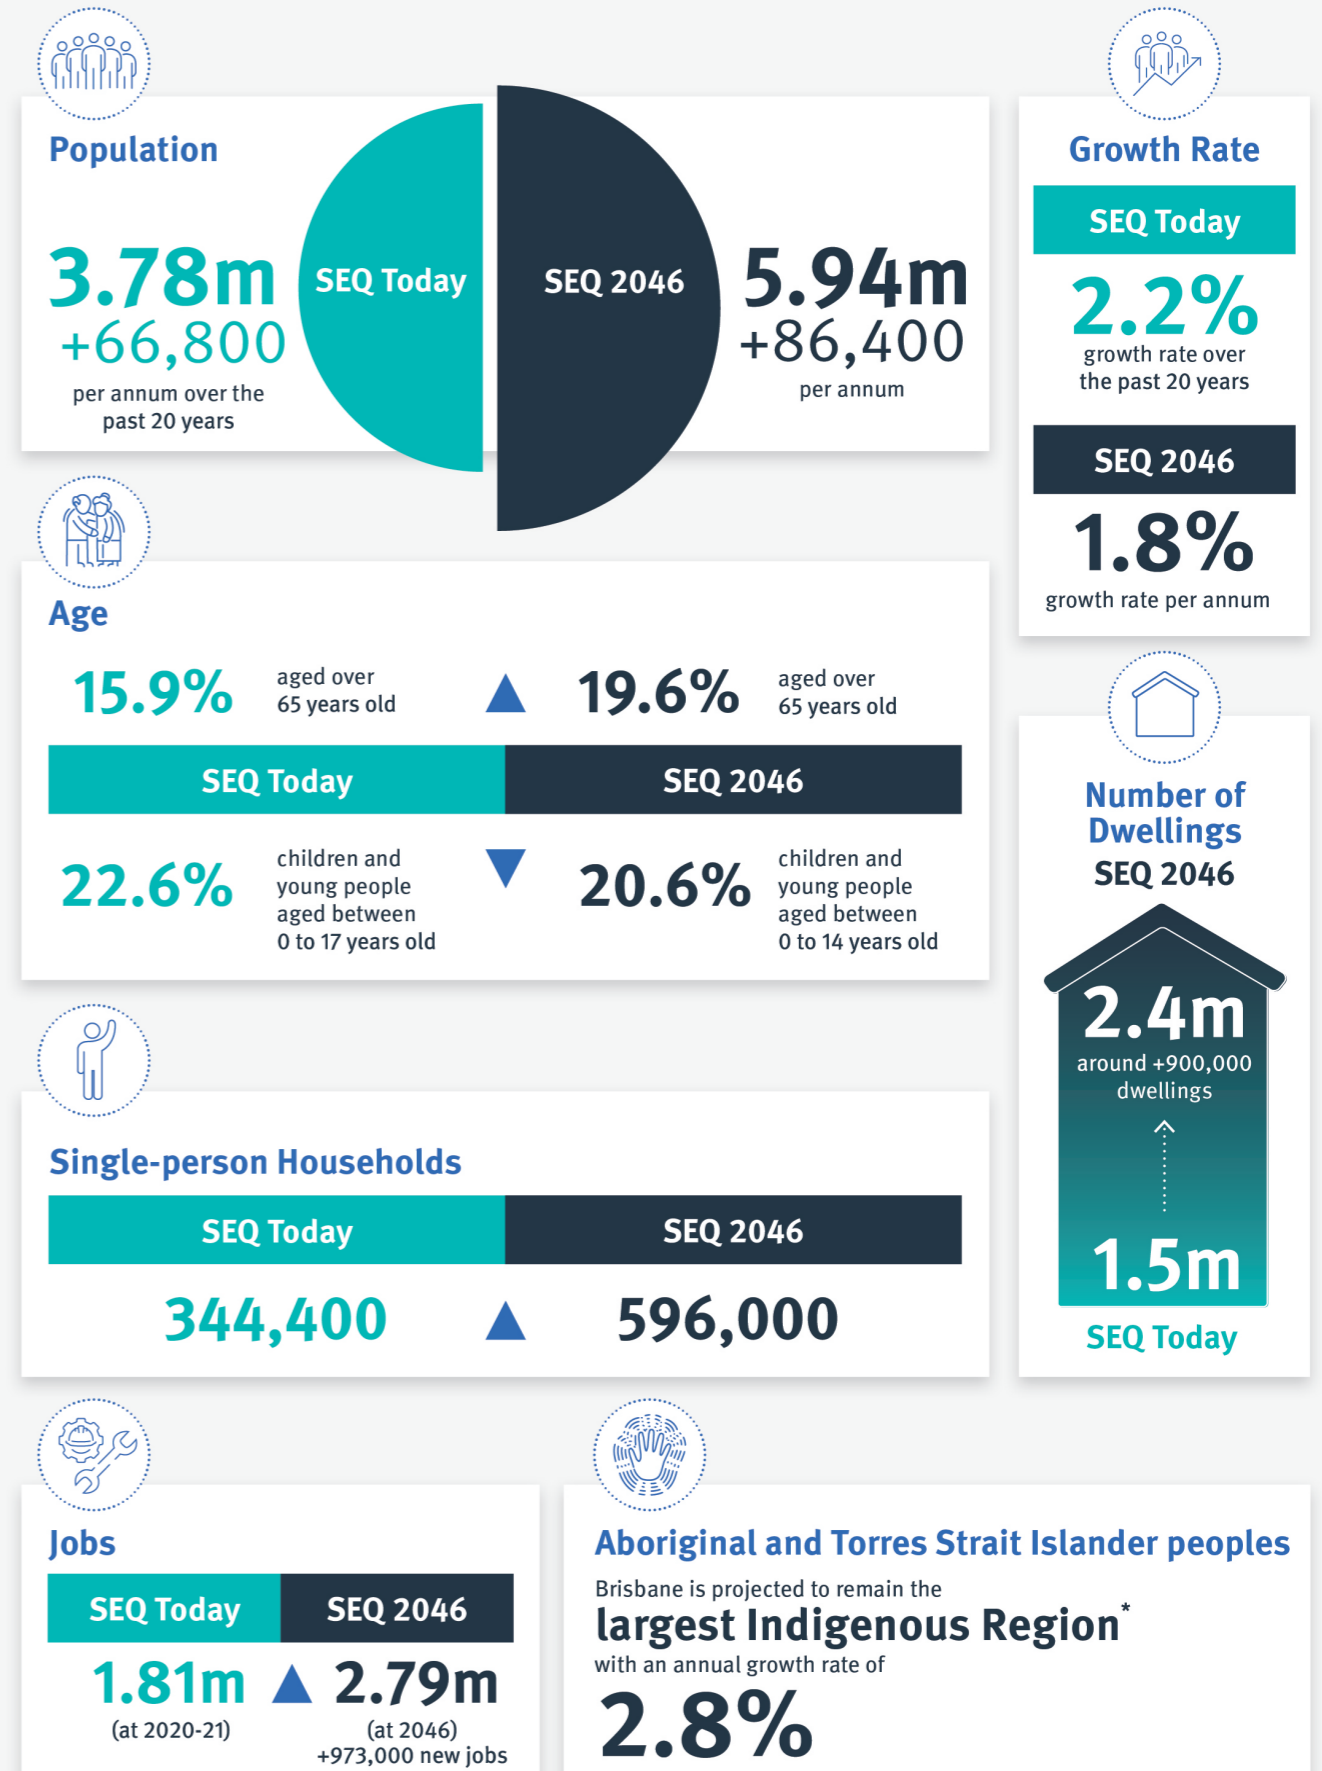 Population
3.78m
+66,800
per annum over the
past 20 years
SEQ Today
SEQ 2046
5.94m
+86,400
per annum
Growth Rate
SEQ Today
2.2%
growth rate over
the past 20 years
SEQ 2046
1.8%
growth rate per annum
Age
15.9%
aged over
65 years old
19.6%
aged over
65 years old
SEQ Today
SEQ 2046
22.6%
children and
young people
aged between
0 to 17 years old
20.6%
children and
young people
aged between
0 to 14 years old
Number of
Dwellings
SEQ 2046
2.4m
around +900,000
dwellings
1.5m
SEQ Today
Single-person Households
SEQ Today
SEQ 2046
344,400
596,000
Jobs
SEQ Today
SEQ 2046
1.81m
(at 2020-21)
2.79m
(at 2046)
+973,000 new jobs
Aboriginal and Torres Strait Islander peoples
Brisbane is projected to remain the
largest Indigenous Region*
with an annual growth rate of
2.8%